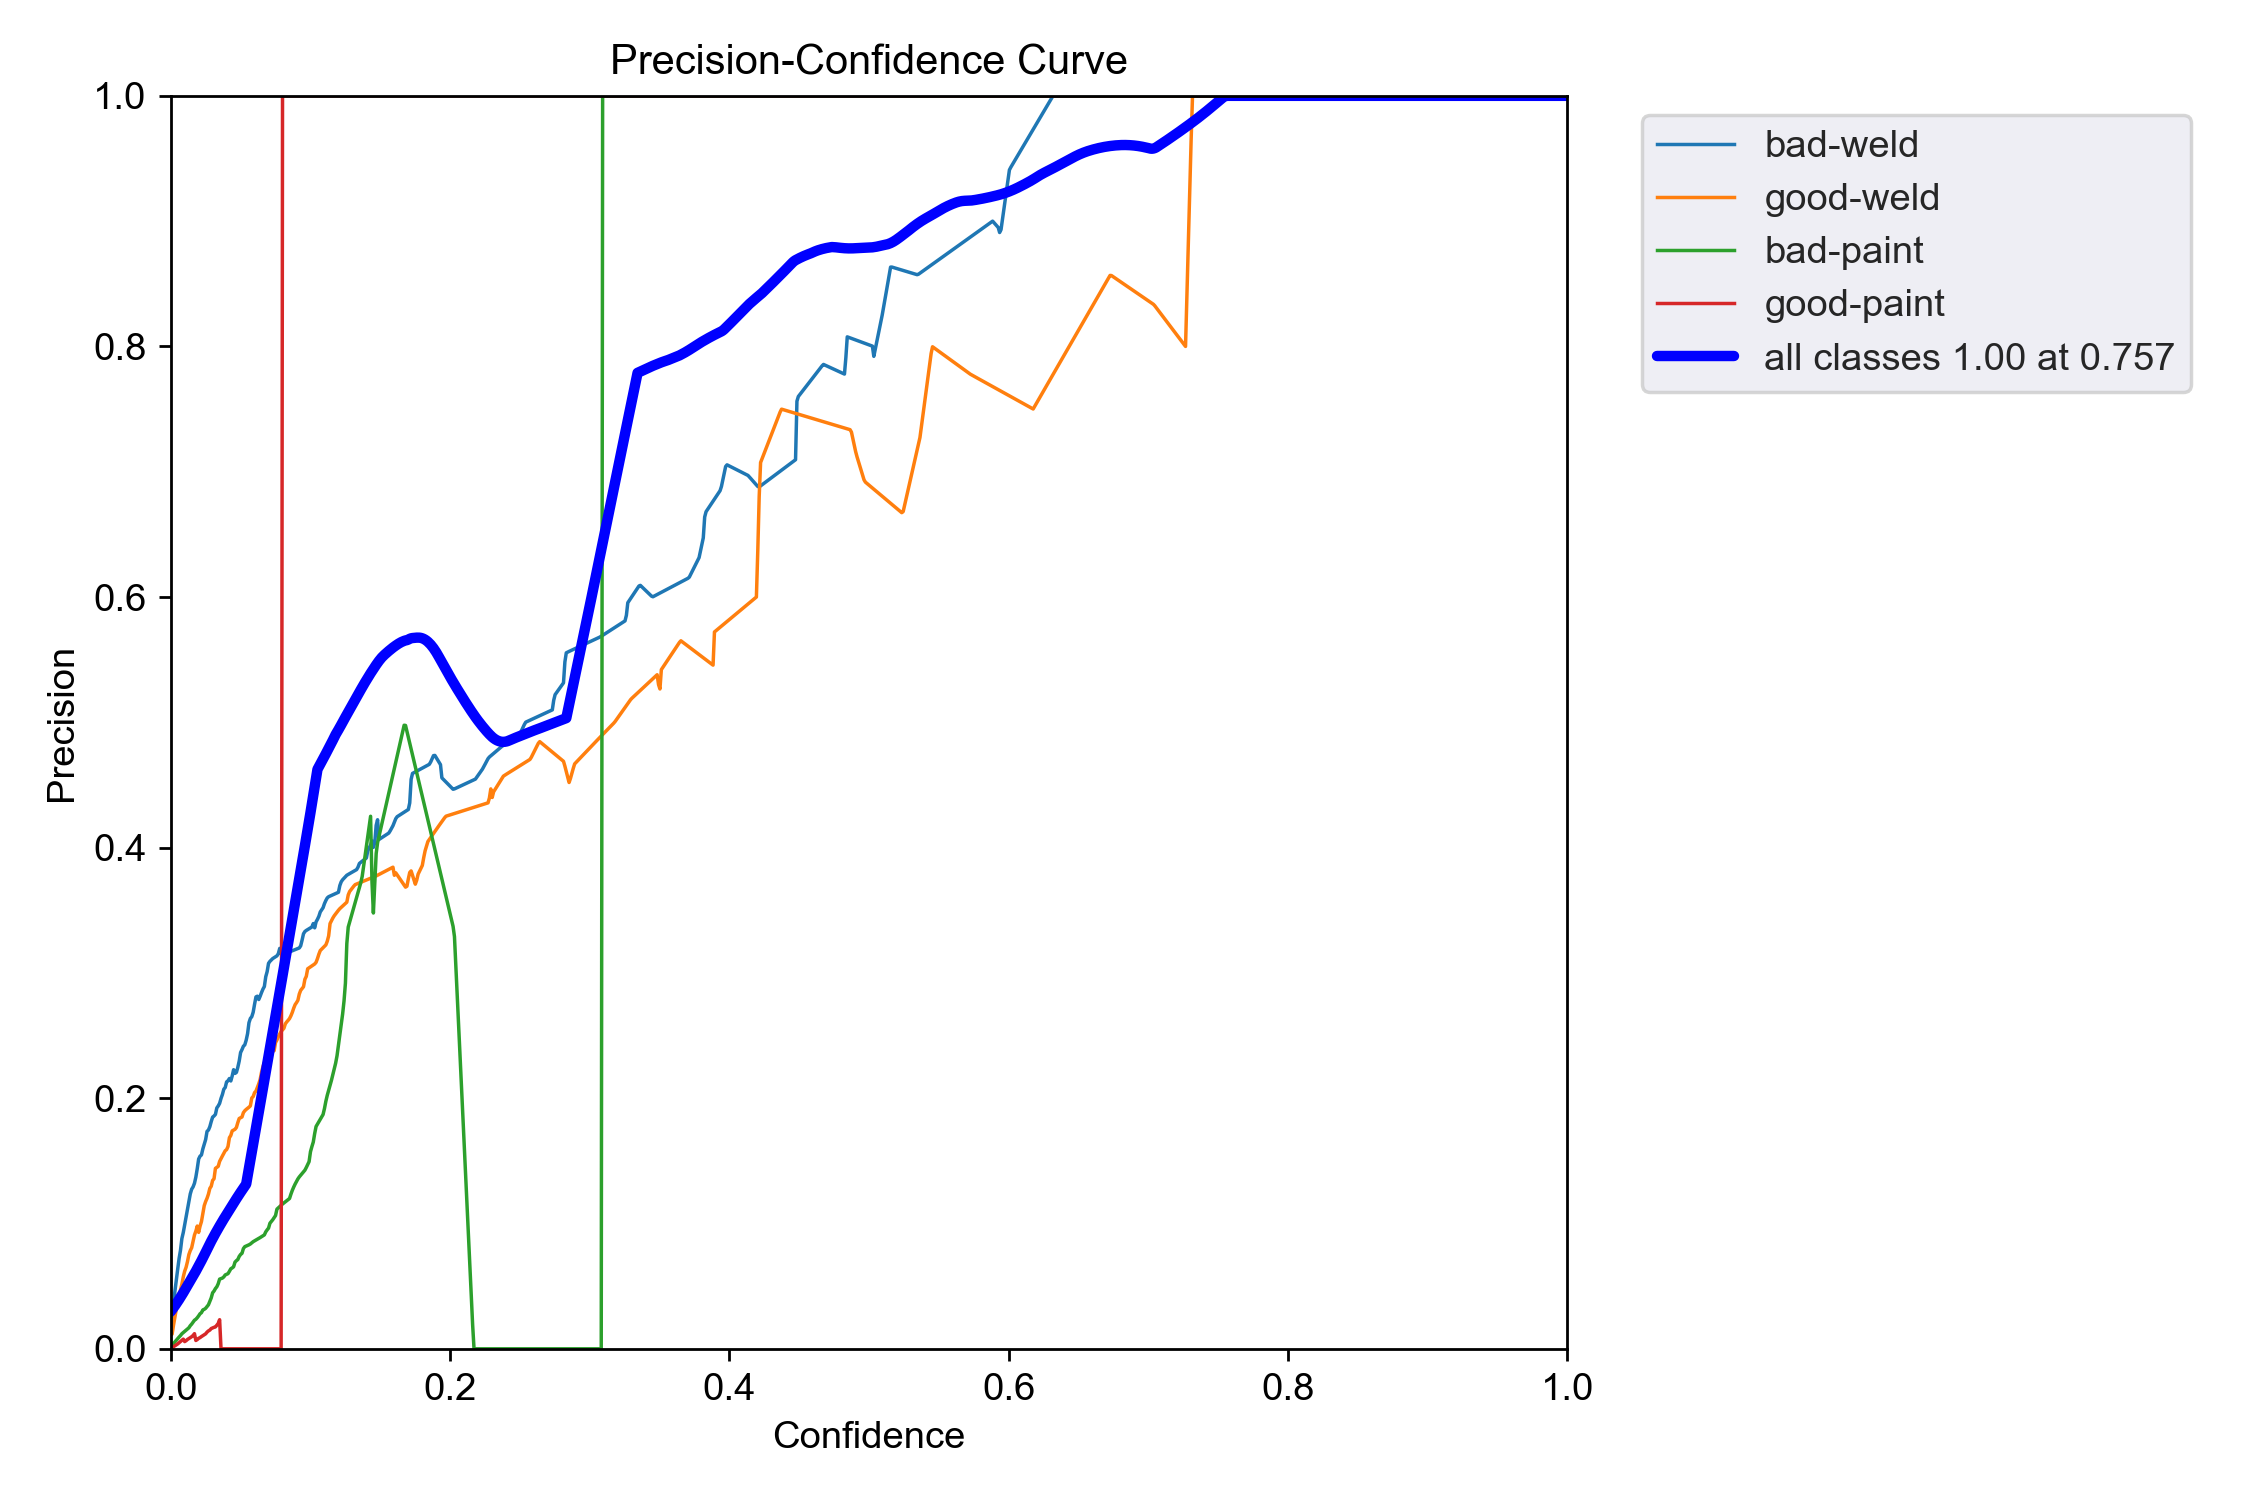 Precision-Confidence Curve
1.0
0.8
0.6
0.4
0.2
0.0
Precision
0.0 0.2 0.4 0.6 0.8 1.0
Confidence
bad-weld
good-weld
bad-paint
good-paint
all classes 1.00 at 0.757